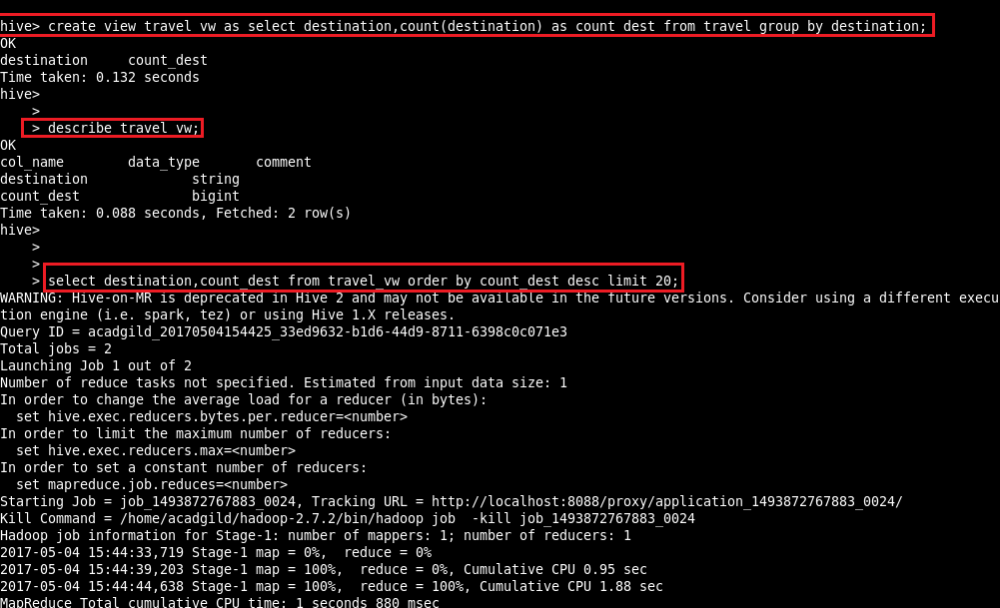 hive> create view travel vw as select destination,count(destination) as count dest from travel group by destination;
OK
destination     count_dest
Time taken: 0.132 seconds
hive>
    >
    > describe travel vw;
OK
col_name        data_type       comment
destination             string
count_dest              bigint
Time taken: 0.088 seconds, Fetched: 2 row(s)
hive>
    >
    >
    > select destination,count_dest from travel_vw order by count_dest desc limit 20;
WARNING: Hive-on-MR is deprecated in Hive 2 and may not be available in the future versions. Consider using a different execu
tion engine (i.e. spark, tez) or using Hive 1.X releases.
Query ID = acadgild_20170504154425_33ed9632-b1d6-44d9-8711-6398c0c071e3
Total jobs = 2
Launching Job 1 out of 2
Number of reduce tasks not specified. Estimated from input data size: 1
In order to change the average load for a reducer (in bytes):
  set hive.exec.reducers.bytes.per.reducer=<number>
In order to limit the maximum number of reducers:
  set hive.exec.reducers.max=<number>
In order to set a constant number of reducers:
  set mapreduce.job.reduces=<number>
Starting Job = job_1493872767883_0024, Tracking URL = http://localhost:8088/proxy/application_1493872767883_0024/
Kill Command = /home/acadgild/hadoop-2.7.2/bin/hadoop job  -kill job_1493872767883_0024
Hadoop job information for Stage-1: number of mappers: 1; number of reducers: 1
2017-05-04 15:44:33,719 Stage-1 map = 0%,  reduce = 0%
2017-05-04 15:44:39,203 Stage-1 map = 100%,  reduce = 0%, Cumulative CPU 0.95 sec
2017-05-04 15:44:44,638 Stage-1 map = 100%,  reduce = 100%, Cumulative CPU 1.88 sec
MapReduce Total cumulative CPU time: 1 seconds 880 msec